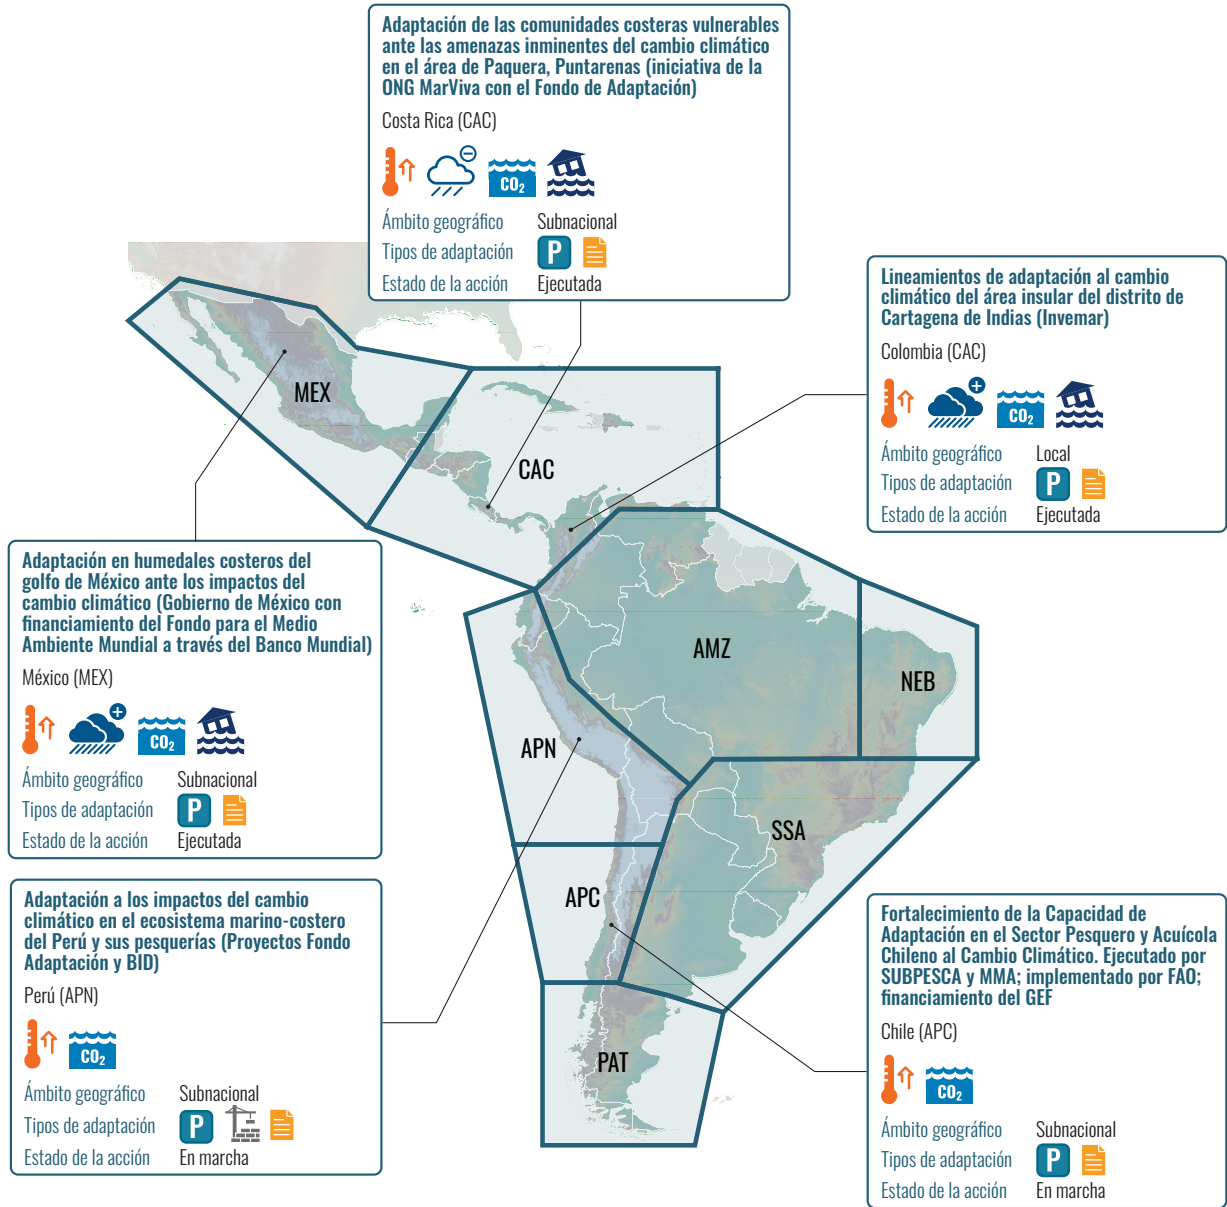 Adaptación de las comunidades costeras vulnerables
ante las amenazas inminentes del cambio climático
en el área de Paquera, Puntarenas (iniciativa de la
ONG MarViva con el Fondo de Adaptación)
Costa Rica (CAC)
CO₂
Ámbito geográfico Subnacional
Tipos de adaptación P
Estado de la acción Ejecutada
Lineamientos de adaptación al cambio
climático del área insular del distrito de
Cartagena de Indias (Invemar)
Colombia (CAC)
CO₂
Ámbito geográfico Local
Tipos de adaptación P
Estado de la acción Ejecutada
MEX
CAC
AMZ
NEB
APN
SSA
APC
PAT
Adaptación en humedales costeros del
golfo de México ante los impactos del
cambio climático (Gobierno de México con
financiamiento del Fondo para el Medio
Ambiente Mundial a través del Banco Mundial)
México (MEX)
CO₂
Ámbito geográfico Subnacional
Tipos de adaptación P
Estado de la acción Ejecutada
Adaptación a los impactos del cambio
climático en el ecosistema marino-costero
del Perú y sus pesquerías (Proyectos Fondo
Adaptación y BID)
Perú (APN)
CO₂
Ámbito geográfico Subnacional
Tipos de adaptación P
Estado de la acción En marcha
Fortalecimiento de la Capacidad de
Adaptación en el Sector Pesquero y Acuícola
Chileno al Cambio Climático. Ejecutado por
SUBPESCA y MMA; implementado por FAO;
financiamiento del GEF
Chile (APC)
CO₂
Ámbito geográfico Subnacional
Tipos de adaptación P
Estado de la acción En marcha